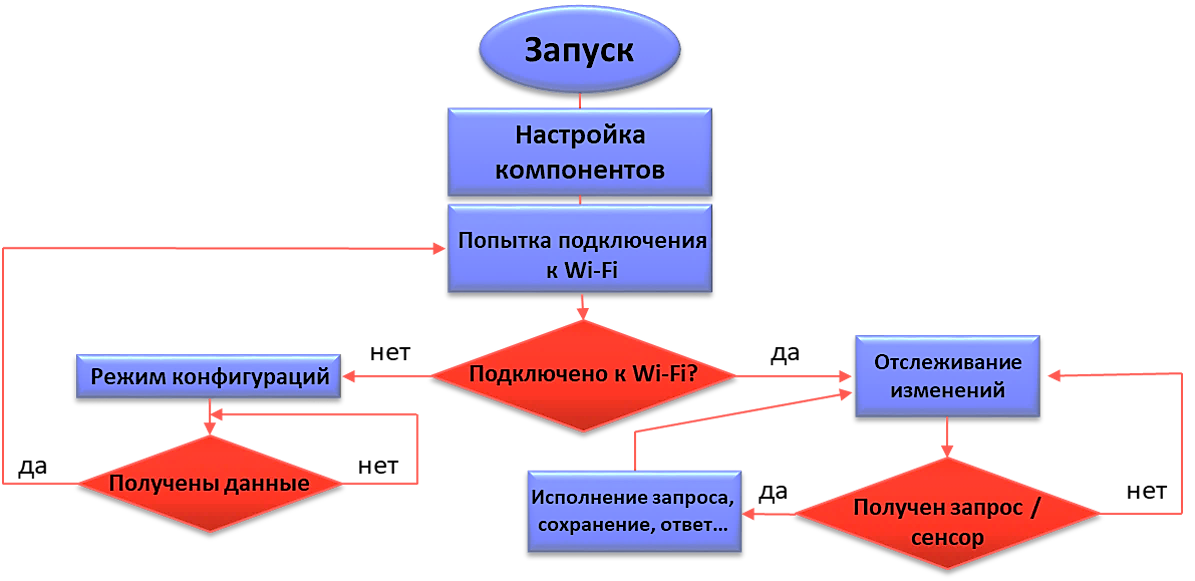 Запуск
Настройка
компонентов
Попытка подключения
к Wi-Fi
нет
Подключено к Wi-Fi?
да
Отслеживание
изменений
Режим конфигураций
да
Получены данные
нет
Исполнение запроса,
сохранение, ответ...
да
Получен запрос /
сенсор
нет